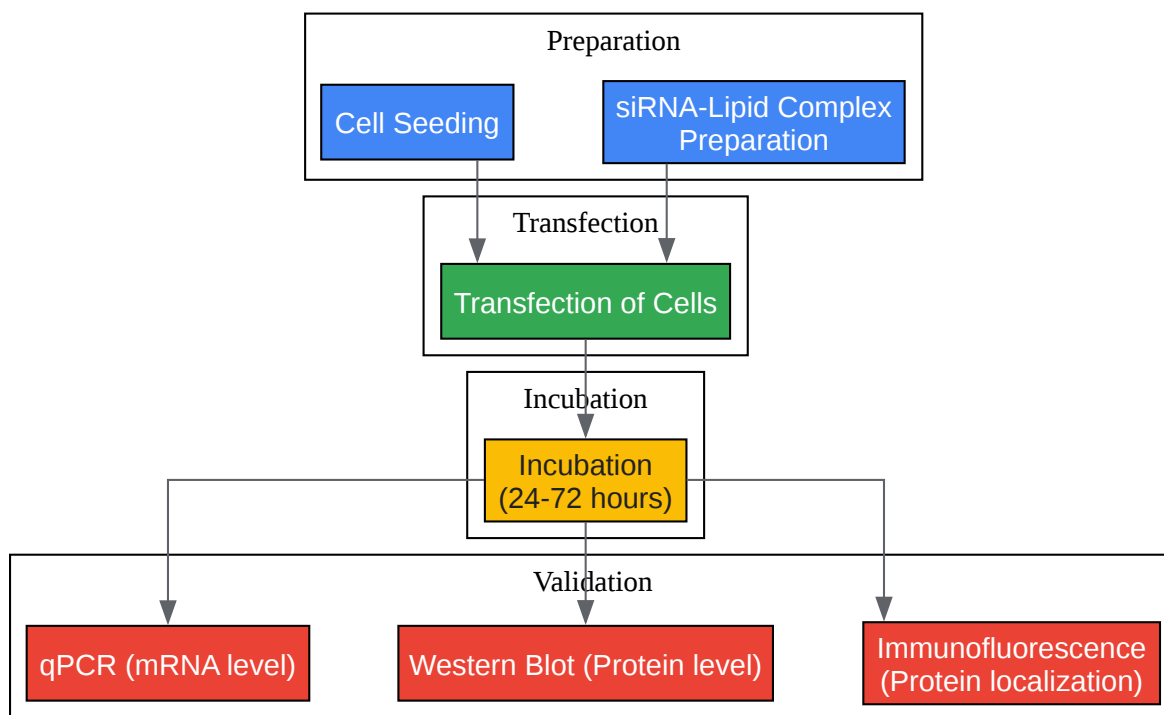 Preparation
Cell Seeding
siRNA-Lipid Complex
Preparation
Transfection
Transfection of Cells
Incubation
Incubation
(24-72 hours)
Validation
qPCR (mRNA level)
Western Blot (Protein level)
Immunofluorescence
(Protein localization)